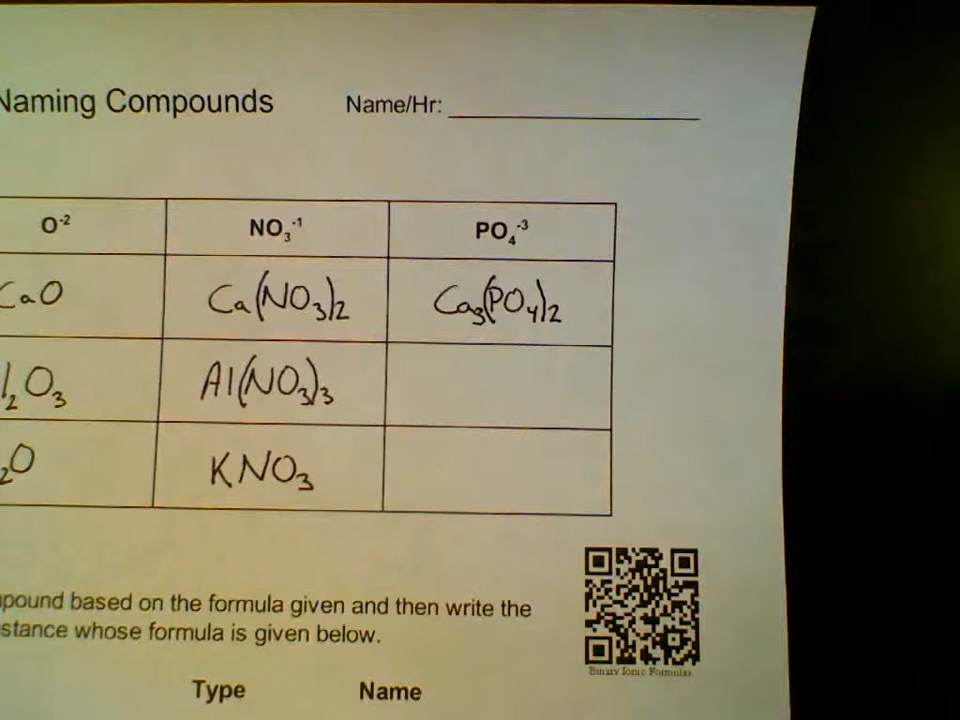 Naming Compounds Name/Hr:
O⁻² NO₃⁻¹ PO₄⁻³
CaO Ca(NO₃)₂ Ca₃(PO₄)₂
l₂O₃ Al(NO₃)₃
₂O KNO₃
pound based on the formula given and then write the
stance whose formula is given below.
Binary Ionic Formulas
Type Name